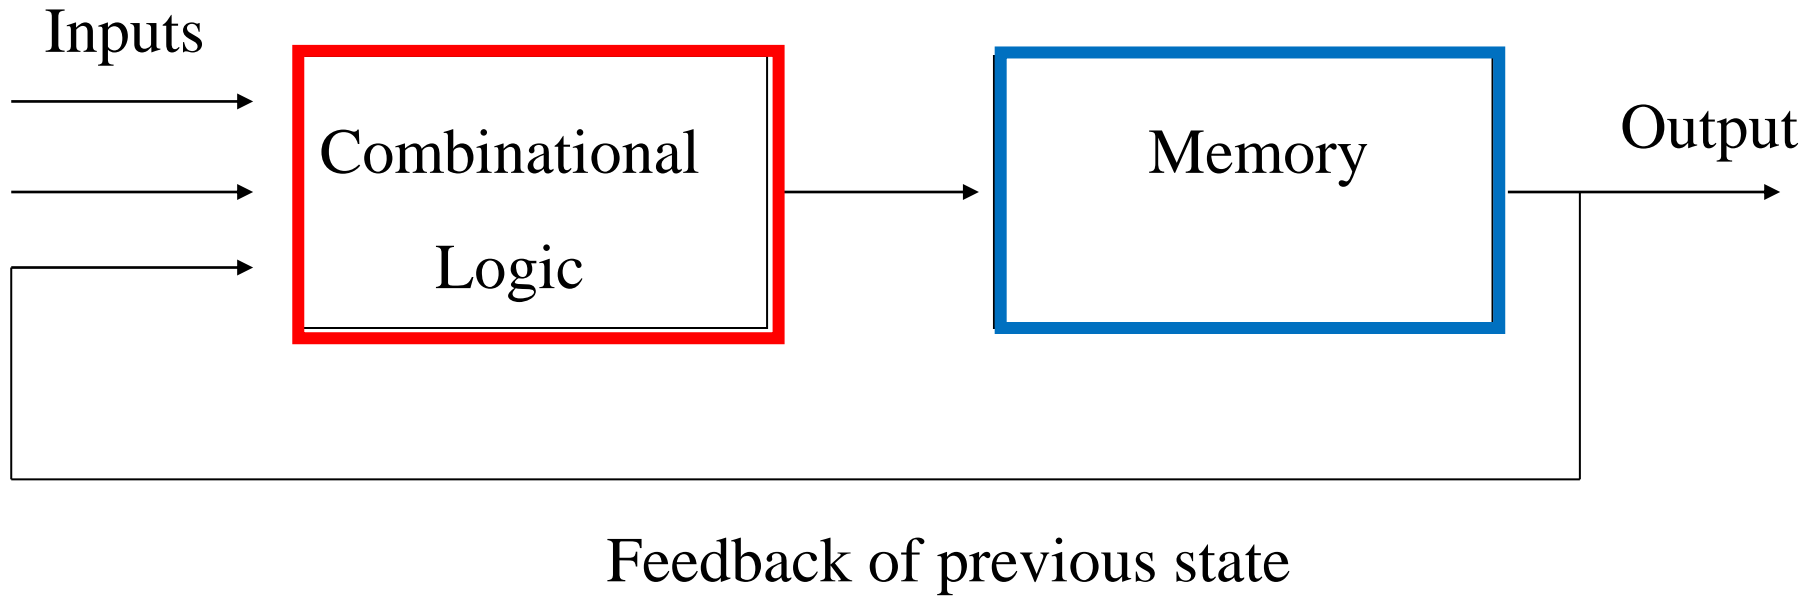 Inputs
Combinational
Logic
Memory
Output
Feedback of previous state